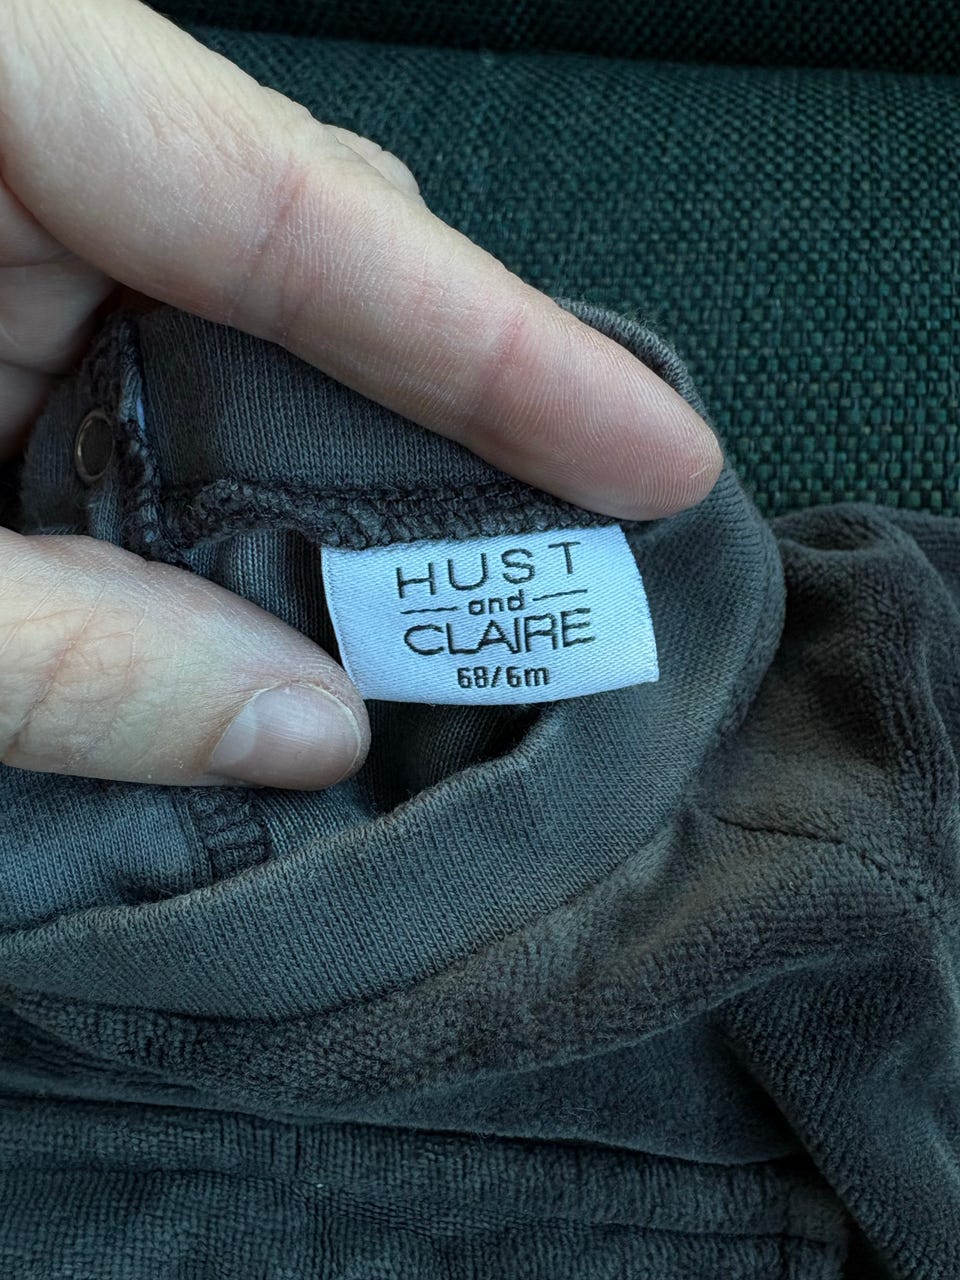 HUST
and
CLAIRE
68/6m